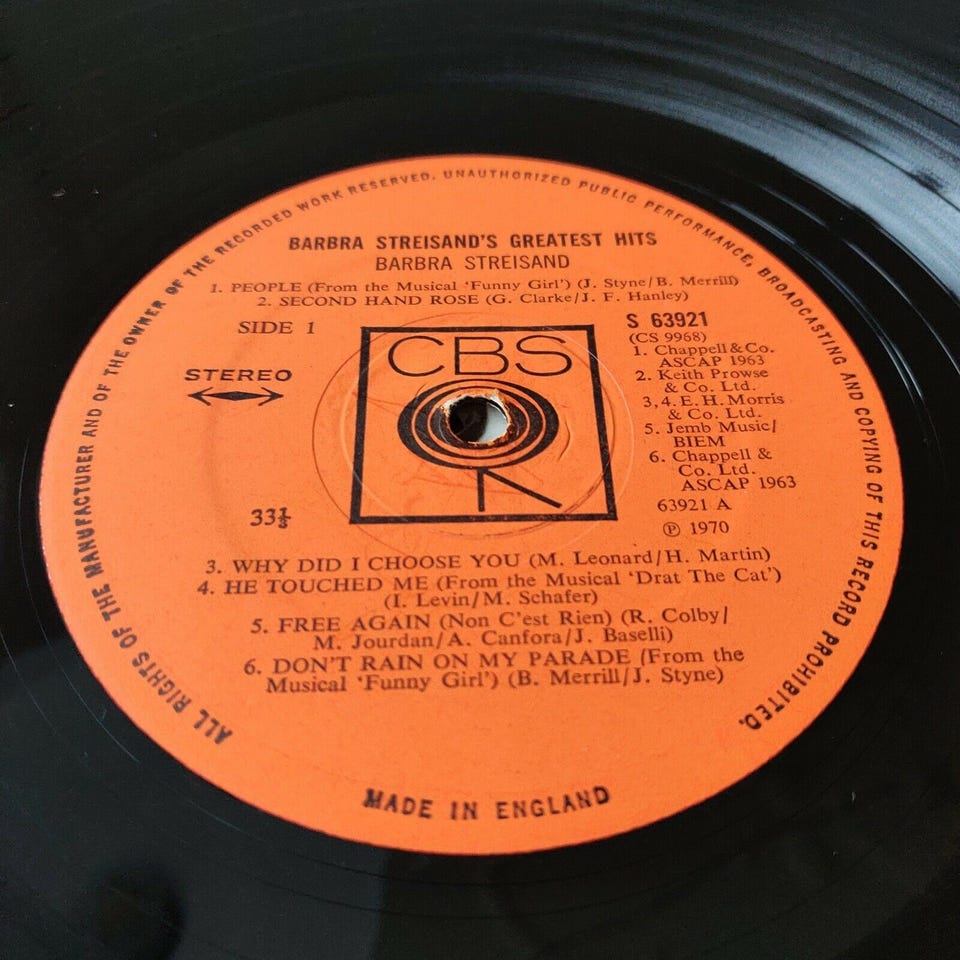 ALL RIGHTS OF THE MANUFACTURER AND OF THE OWNER OF THE RECORDED WORK RESERVED. UNAUTHORIZED PUBLIC PERFORMANCE, BROADCASTING AND COPYING OF THIS RECORD PROHIBITED.
BARBRA STREISAND'S GREATEST HITS
BARBRA STREISAND
1. PEOPLE (From the Musical 'Funny Girl') (J. Styne/B. Merrill)
2. SECOND HAND ROSE (G. Clarke/J. F. Hanley)
SIDE 1
STEREO
33⅓
CBS
S 63921
(CS 9968)
1. Chappell & Co.
ASCAP 1963
2. Keith Prowse
& Co. Ltd.
3, 4. E. H. Morris
& Co. Ltd.
5. Jemb Music/
BIEM
6. Chappell &
Co. Ltd.
ASCAP 1963
63921 A
℗ 1970
3. WHY DID I CHOOSE YOU (M. Leonard/H. Martin)
4. HE TOUCHED ME (From the Musical 'Drat The Cat')
(I. Levin/M. Schafer)
5. FREE AGAIN (Non C'est Rien) (R. Colby/
M. Jourdan/A. Canfora/J. Baselli)
6. DON'T RAIN ON MY PARADE (From the
Musical 'Funny Girl') (B. Merrill/J. Styne)
MADE IN ENGLAND